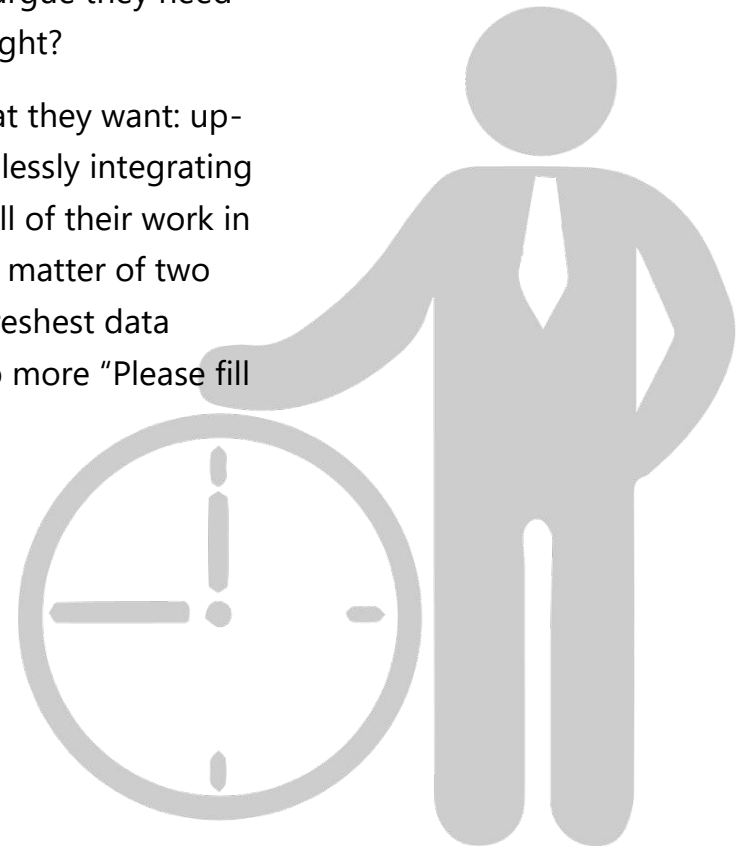 argue they need
ght?
at they want: up-
lessly integrating
ll of their work in
matter of two
reshest data
more “Please fill